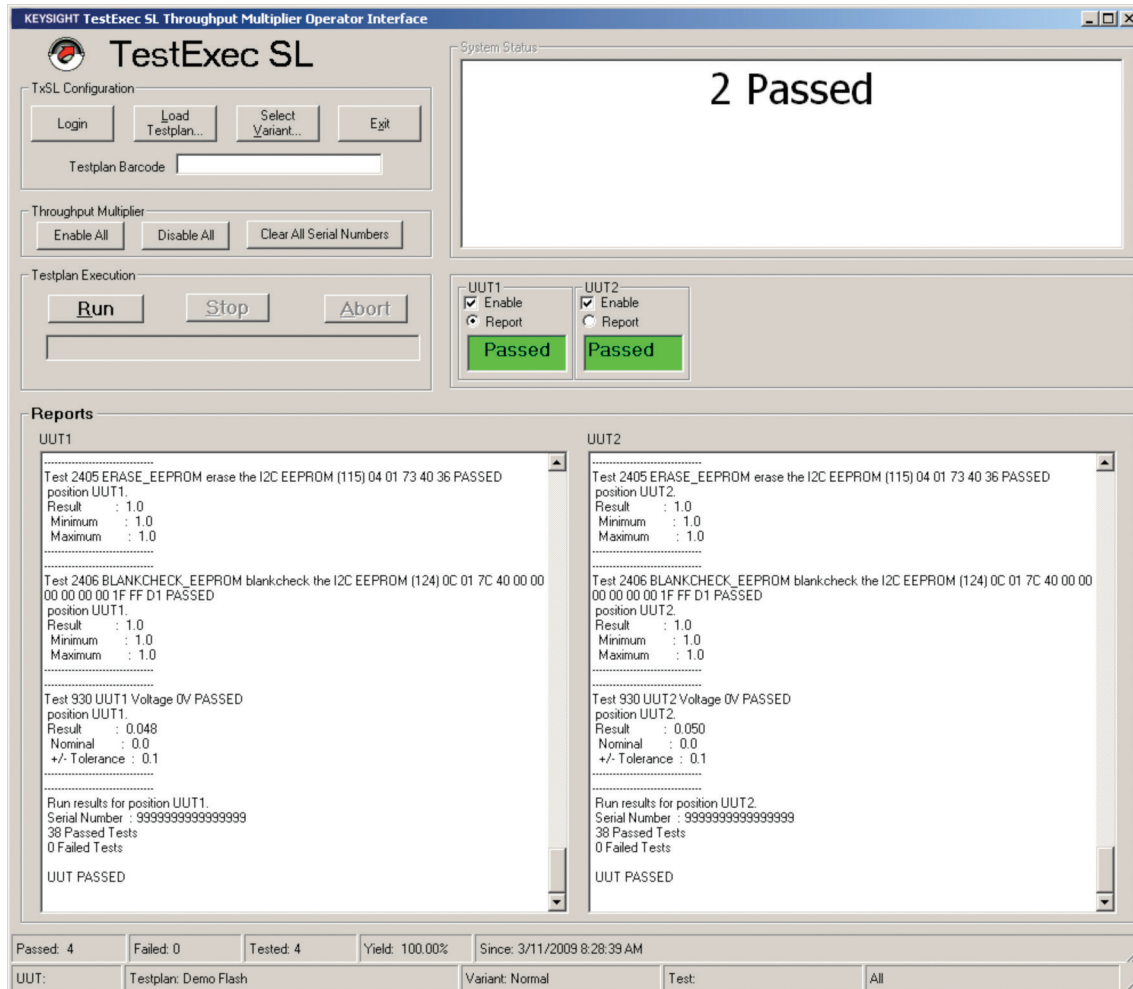 KEYSIGHT TestExec SL Throughput Multiplier Operator Interface
TestExec SL
TxSL Configuration
Login
Load Testplan...
Select Variant...
Exit
Testplan Barcode
Throughput Multiplier
Enable All
Disable All
Clear All Serial Numbers
Testplan Execution
Run
Stop
Abort
System Status
2 Passed
UUT1
Enable
Report
Passed
UUT2
Enable
Report
Passed
Reports
UUT1
------------------------------
Test 2405 ERASE_EEPROM erase the I2C EEPROM (115) 04 01 73 40 36 PASSED
position UUT1.
Result : 1.0
Minimum : 1.0
Maximum : 1.0
------------------------------
------------------------------
Test 2406 BLANKCHECK_EEPROM blankcheck the I2C EEPROM (124) 0C 01 7C 40 00 00
00 00 00 00 1F FF D1 PASSED
position UUT1.
Result : 1.0
Minimum : 1.0
Maximum : 1.0
------------------------------
------------------------------
Test 930 UUT1 Voltage 0V PASSED
position UUT1.
Result : 0.048
Nominal : 0.0
+/- Tolerance : 0.1
------------------------------
------------------------------
Run results for position UUT1.
Serial Number : 9999999999999999
38 Passed Tests
0 Failed Tests
UUT PASSED
UUT2
------------------------------
Test 2405 ERASE_EEPROM erase the I2C EEPROM (115) 04 01 73 40 36 PASSED
position UUT2.
Result : 1.0
Minimum : 1.0
Maximum : 1.0
------------------------------
------------------------------
Test 2406 BLANKCHECK_EEPROM blankcheck the I2C EEPROM (124) 0C 01 7C 40 00 00
00 00 00 00 1F FF D1 PASSED
position UUT2.
Result : 1.0
Minimum : 1.0
Maximum : 1.0
------------------------------
------------------------------
Test 930 UUT2 Voltage 0V PASSED
position UUT2.
Result : 0.050
Nominal : 0.0
+/- Tolerance : 0.1
------------------------------
------------------------------
Run results for position UUT2.
Serial Number : 9999999999999999
38 Passed Tests
0 Failed Tests
UUT PASSED
Passed: 4
Failed: 0
Tested: 4
Yield: 100.00%
Since: 3/11/2009 8:28:39 AM
UUT:
Testplan: Demo Flash
Variant: Normal
Test:
All